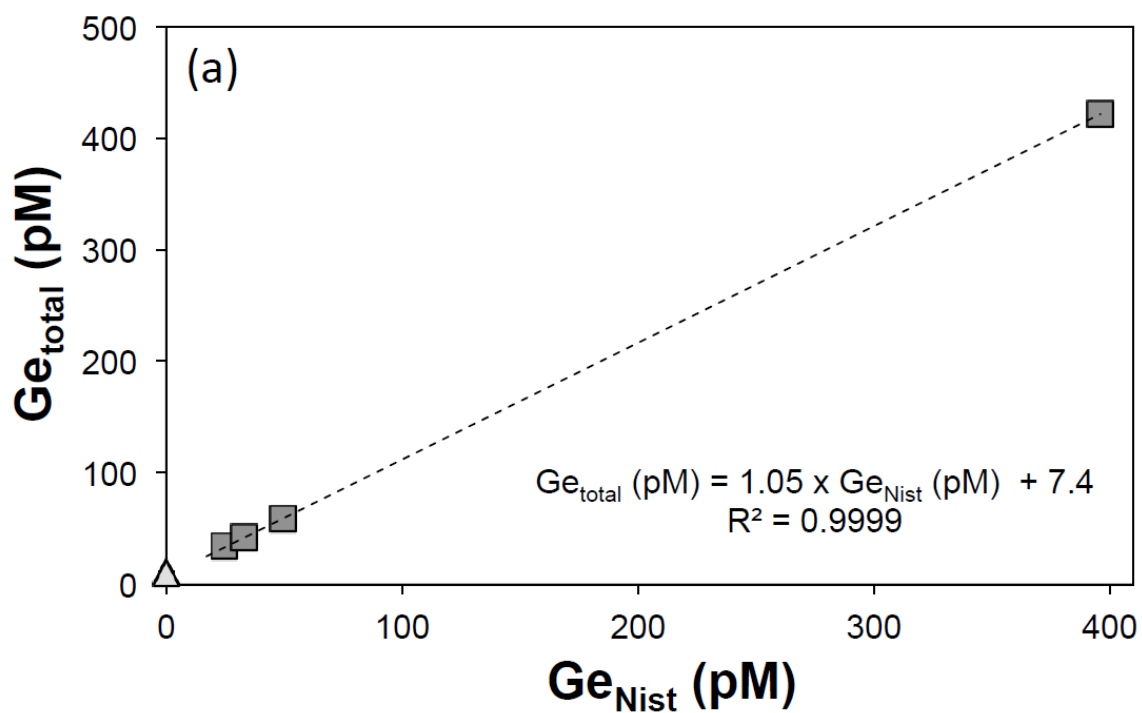 500
(a)
400
300
200
100
0
Ge_total (pM)
Ge_total (pM) = 1.05 x Ge_Nist (pM) + 7.4
R² = 0.9999
0 100 200 300 400
Ge_Nist (pM)